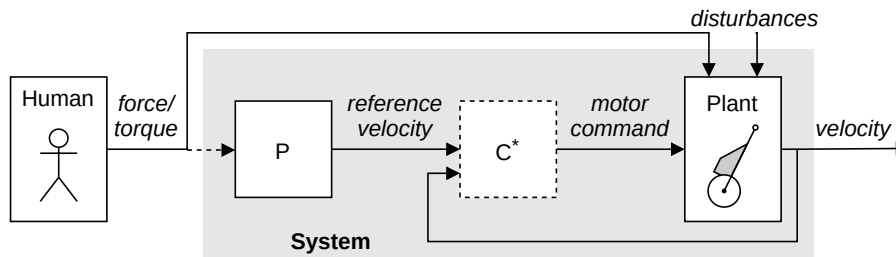 disturbances
Human
force/
torque
P
reference
velocity
C*
motor
command
Plant
velocity
System